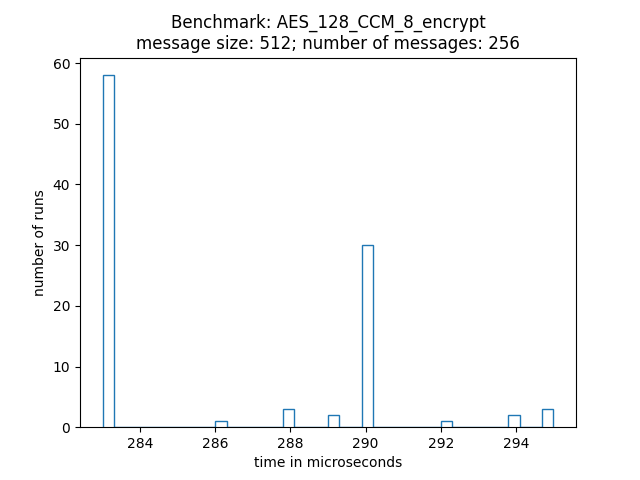 Benchmark: AES_128_CCM_8_encrypt
message size: 512; number of messages: 256
60
50
40
30
20
10
0
number of runs
284 286 288 290 292 294
time in microseconds